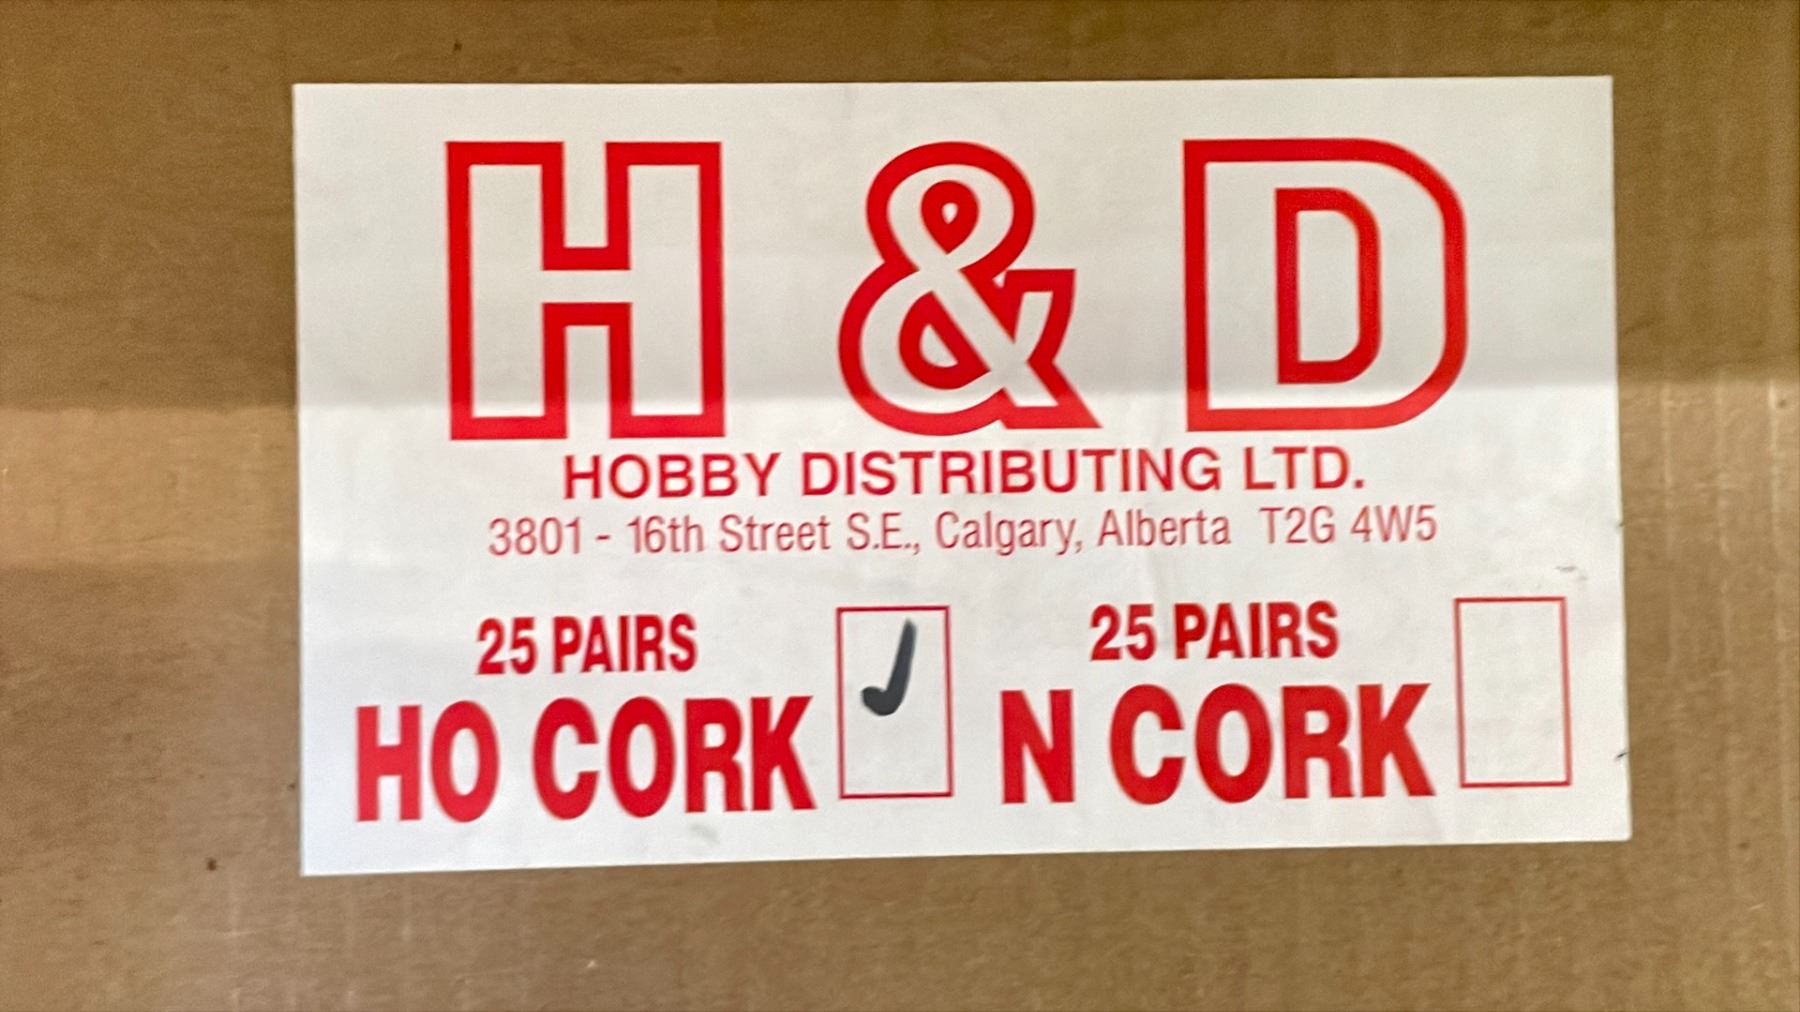 H & D
HOBBY DISTRIBUTING LTD.
3801 - 16th Street S.E., Calgary, Alberta T2G 4W5
25 PAIRS
HO CORK
25 PAIRS
N CORK